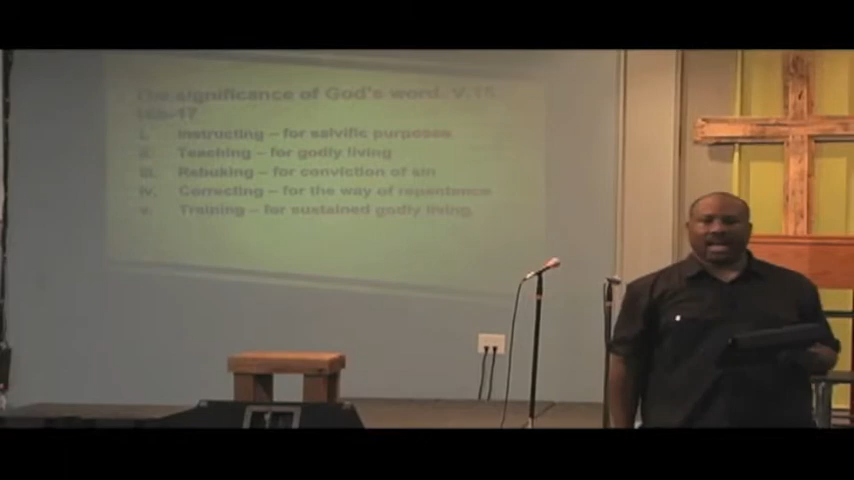 The significance of God's word. V.15
16b-17
i. Instructing – for salvific purposes
ii. Teaching – for godly living
iii. Rebuking – for conviction of sin
iv. Correcting – for the way of repentance
v. Training – for sustained godly living.